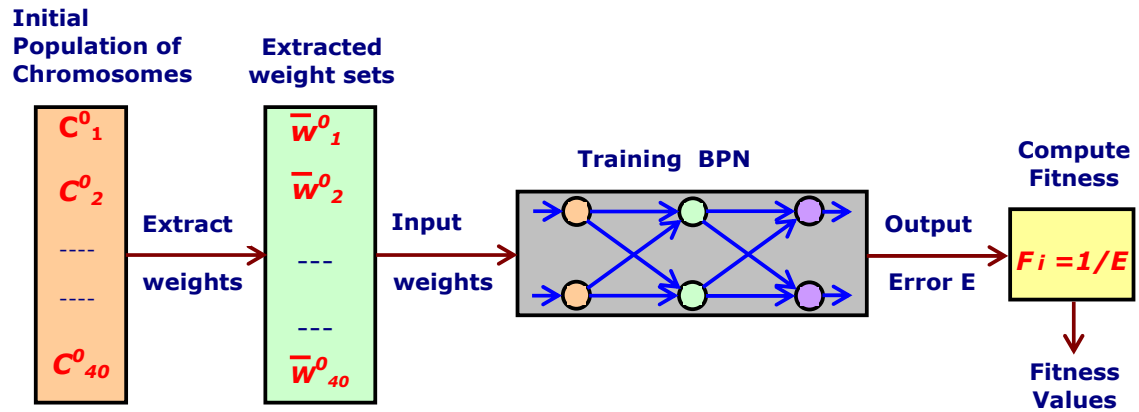 Initial
Population of
Chromosomes
Extracted
weight sets
C⁰₁
C⁰₂
----
----
C⁰₄₀
Extract
weights
w̅⁰₁
w̅⁰₂
---
---
w̅⁰₄₀
Input
weights
Training BPN
Output
Error E
Compute
Fitness
F i =1/E
Fitness
Values